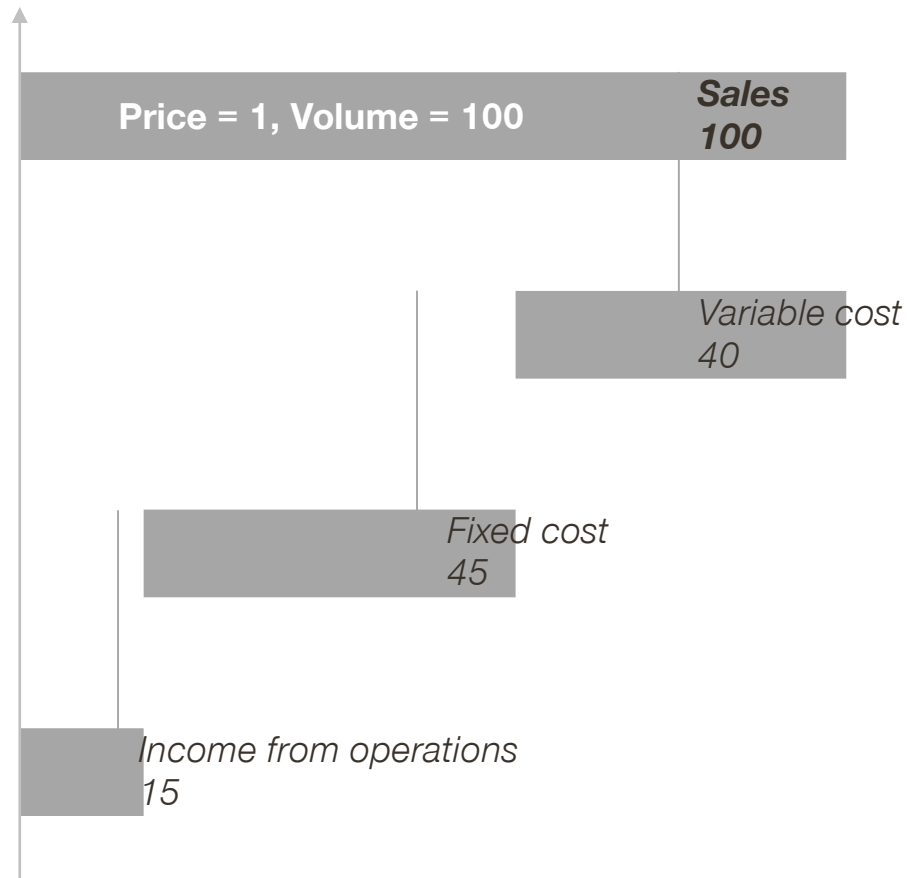 Price = 1, Volume = 100
Sales
100
Variable cost
40
Fixed cost
45
Income from operations
15